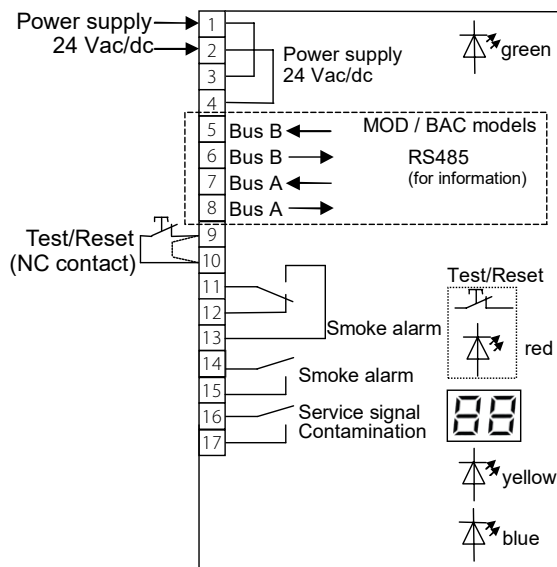 Power supply
24 Vac/dc
1
2
3
4
Power supply
24 Vac/dc
green
5
6
7
8
Bus B
Bus B
Bus A
Bus A
MOD / BAC models
RS485
(for information)
Test/Reset
(NC contact)
9
10
11
12
13
Smoke alarm
14
15
Smoke alarm
16
17
Service signal
Contamination
Test/Reset
red
88
yellow
blue